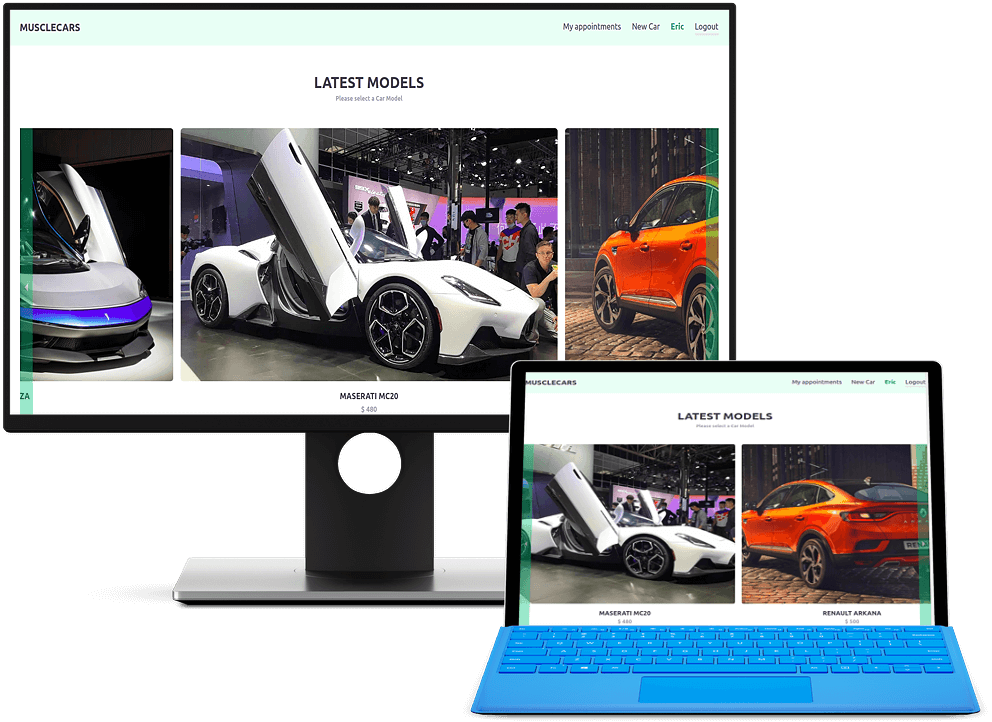 MUSCLECARS
My appointments New Car Eric Logout
LATEST MODELS
Please select a Car Model
ZA
MASERATI MC20
$ 480
MUSCLECARS
My appointments New Car Eric Logout
LATEST MODELS
Please select a Car Model
MASERATI MC20
$ 480
RENAULT ARKANA
$ 500